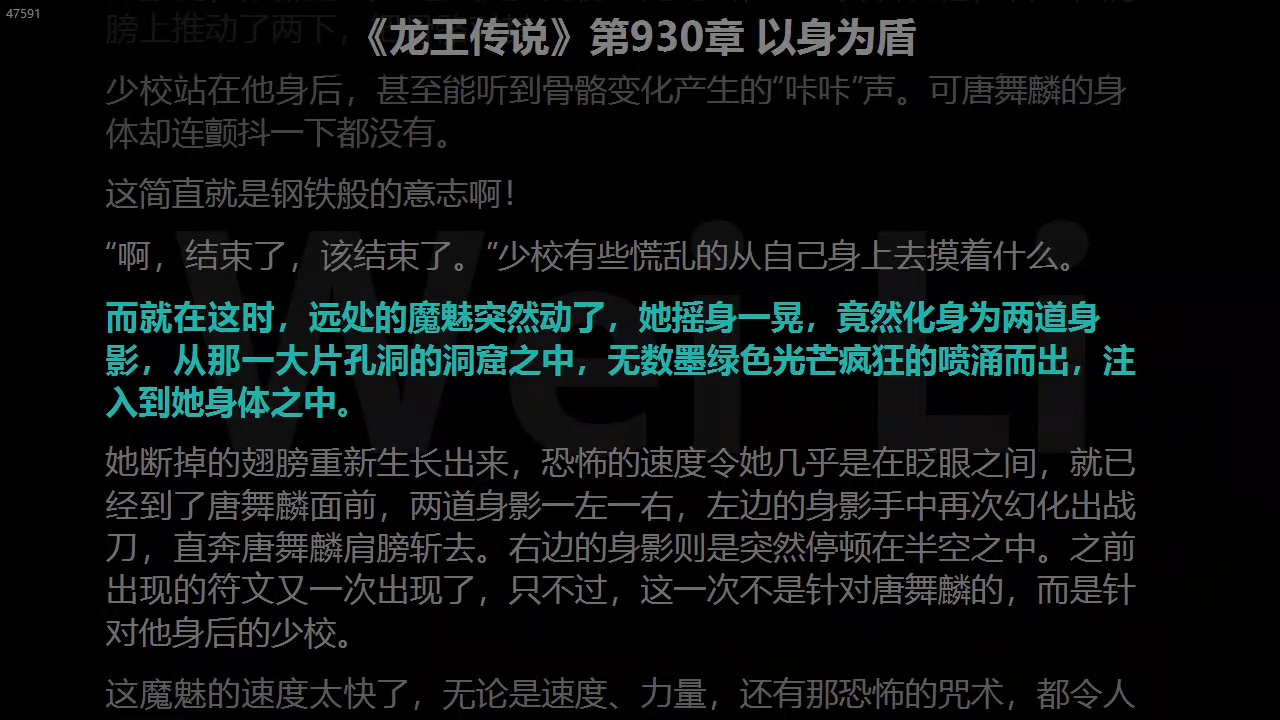 47591
《龙王传说》第930章 以身为盾
膀上推动了两下，
少校站在他身后，甚至能听到骨骼变化产生的“咔咔”声。可唐舞麟的身
体却连颤抖一下都没有。
这简直就是钢铁般的意志啊！
“啊，结束了，该结束了。”少校有些慌乱的从自己身上去摸着什么。
而就在这时，远处的魔魅突然动了，她摇身一晃，竟然化身为两道身
影，从那一大片孔洞的洞窟之中，无数墨绿色光芒疯狂的喷涌而出，注
入到她身体之中。
她断掉的翅膀重新生长出来，恐怖的速度令她几乎是在眨眼之间，就已
经到了唐舞麟面前，两道身影一左一右，左边的身影手中再次幻化出战
刀，直奔唐舞麟肩膀斩去。右边的身影则是突然停顿在半空之中。之前
出现的符文又一次出现了，只不过，这一次不是针对唐舞麟的，而是针
对他身后的少校。
这魔魅的速度太快了，无论是速度、力量，还有那恐怖的咒术，都令人
Wei Li